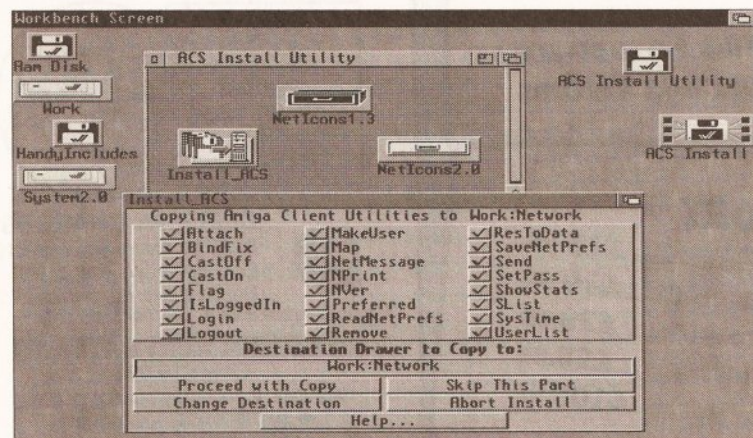 Workbench Screen
Ram Disk
Work
HandyIncludes
System2.0
ACS Install Utility
NetIcons1.3
Install_ACS
NetIcons2.0
ACS Install Utility
ACS Install
Install_ACS
Copying Amiga Client Utilities to Work:Network
Attach MakeUser ResToData
BindFix Map SaveNetPrefs
CastOff NetMessage Send
CastOn NPrint SetPass
Flag NVer ShowStats
IsLoggedIn Preferred SList
Login ReadNetPrefs SysTime
Logout Remove UserList
Destination Drawer to Copy to:
Work:Network
Proceed with Copy Skip This Part
Change Destination Abort Install
Help...